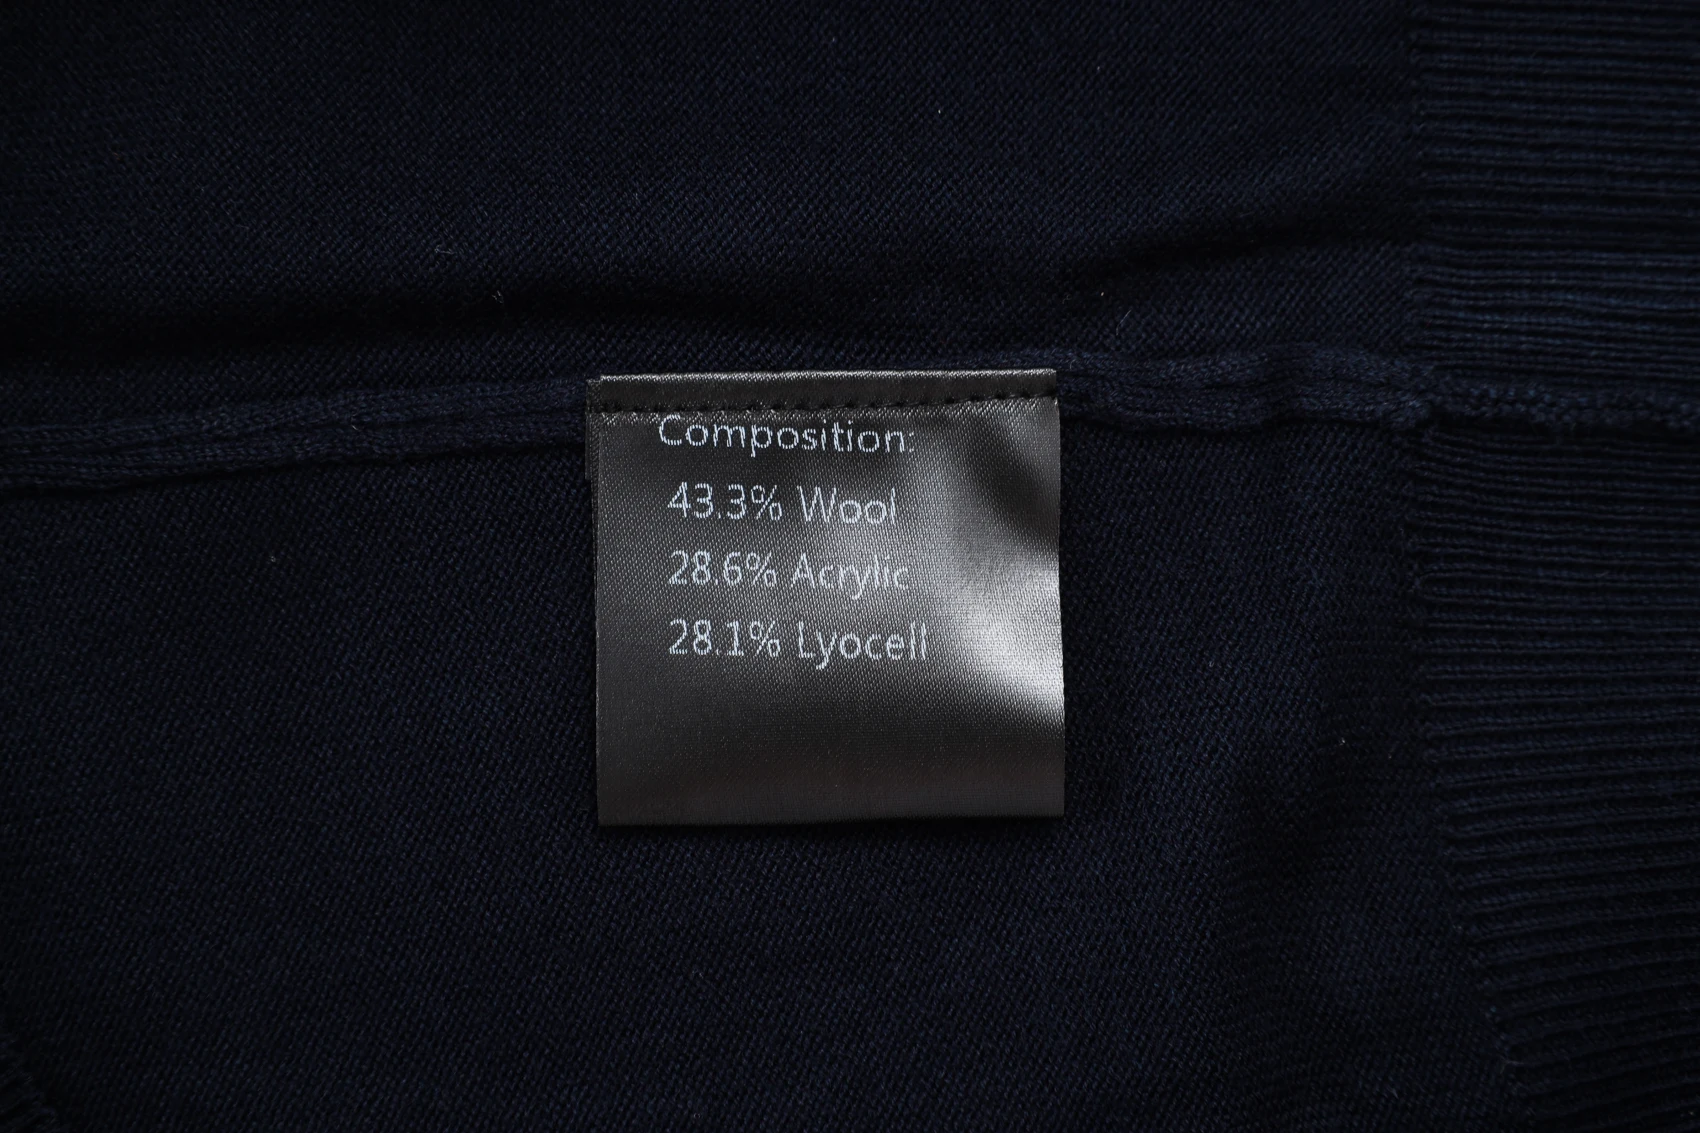 Composition:
43.3% Wool
28.6% Acrylic
28.1% Lyocell